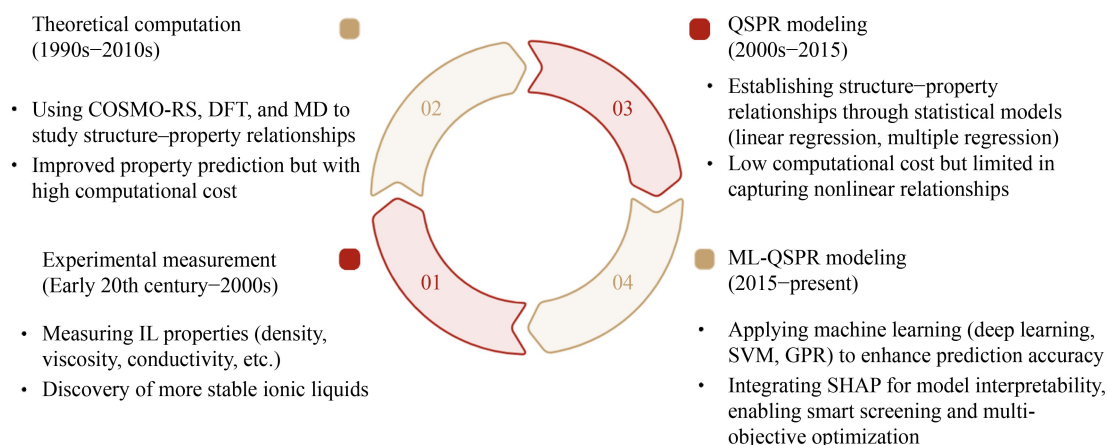 Theoretical computation
(1990s−2010s)
• Using COSMO-RS, DFT, and MD to
study structure–property relationships
• Improved property prediction but with
high computational cost
02
03
QSPR modeling
(2000s−2015)
• Establishing structure−property
relationships through statistical models
(linear regression, multiple regression)
• Low computational cost but limited in
capturing nonlinear relationships
Experimental measurement
(Early 20th century−2000s)
• Measuring IL properties (density,
viscosity, conductivity, etc.)
• Discovery of more stable ionic liquids
01
04
ML-QSPR modeling
(2015−present)
• Applying machine learning (deep learning,
SVM, GPR) to enhance prediction accuracy
• Integrating SHAP for model interpretability,
enabling smart screening and multi-
objective optimization